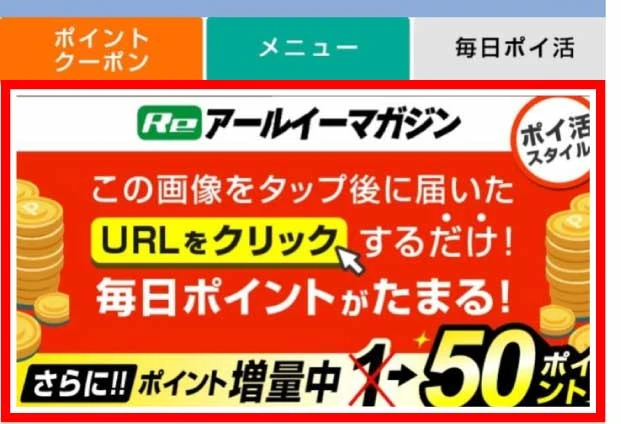 ポイント
クーポン
メニュー
毎日ポイ活
Re アールイーマガジン
ポイ活
スタイル
この画像をタップ後に届いた
URLをクリックするだけ!
毎日ポイントがたまる!
さらに!! ポイント増量中 1→50ポイント